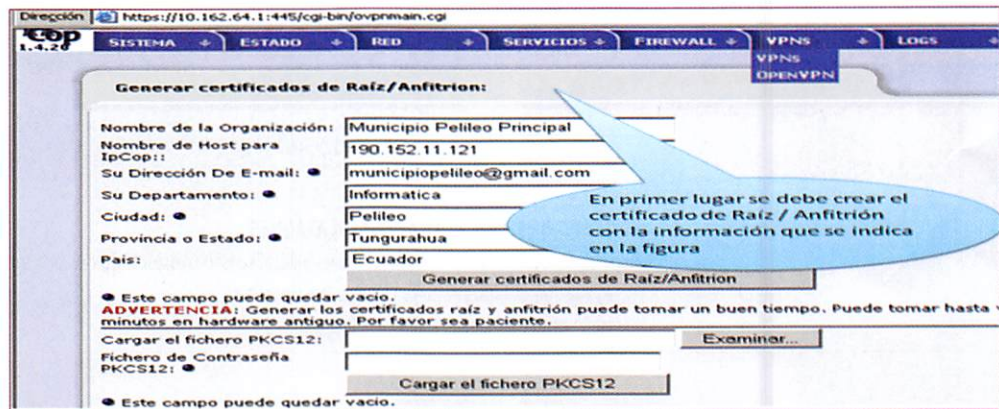 Dirección https://10.162.64.1:445/cgi-bin/ovpnmain.cgi
Cop
1.4.20
SISTEMA ESTADO RED SERVICIOS FIREWALL VPNS LOGS
VPNS
OPENVPN
Generar certificados de Raíz/Anfitrion:
Nombre de la Organización: Municipio Pelileo Principal
Nombre de Host para
IpCop:: 190.152.11.121
Su Dirección De E-mail: municipiopelileo@gmail.com
Su Departamento: Informatica
Ciudad: Pelileo
Provincia o Estado: Tungurahua
Pais: Ecuador
En primer lugar se debe crear el
certificado de Raíz / Anfitrión
con la información que se indica
en la figura
Generar certificados de Raíz/Anfitrion
Este campo puede quedar vacio.
ADVERTENCIA: Generar los certificados raíz y anfitrión puede tomar un buen tiempo. Puede tomar hasta
minutos en hardware antiguo. Por favor sea paciente.
Cargar el fichero PKCS12: Examinar...
Fichero de Contraseña
PKCS12:
Cargar el fichero PKCS12
Este campo puede quedar vacio.